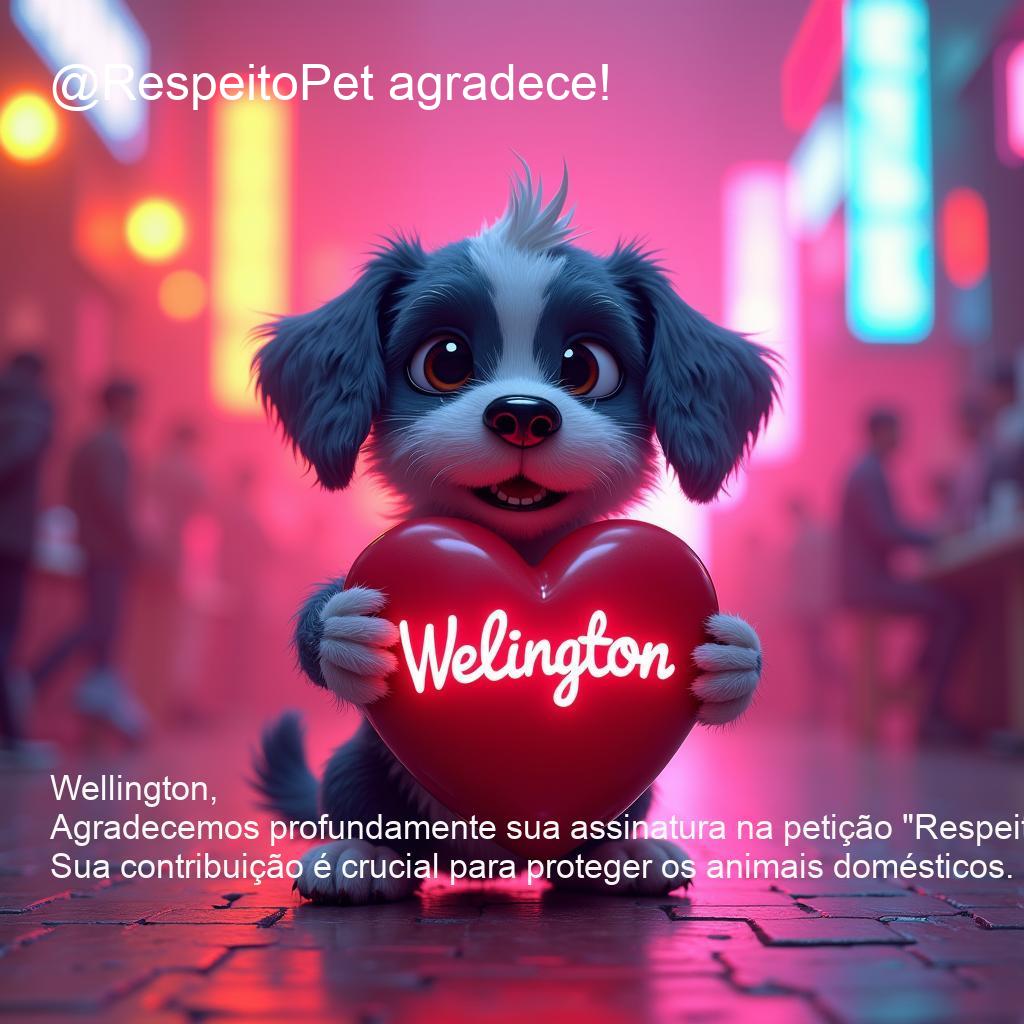 @RespeitoPet agradece!
Welington
Wellington,
Agradecemos profundamente sua assinatura na petição "Respeit
Sua contribuição é crucial para proteger os animais domésticos.